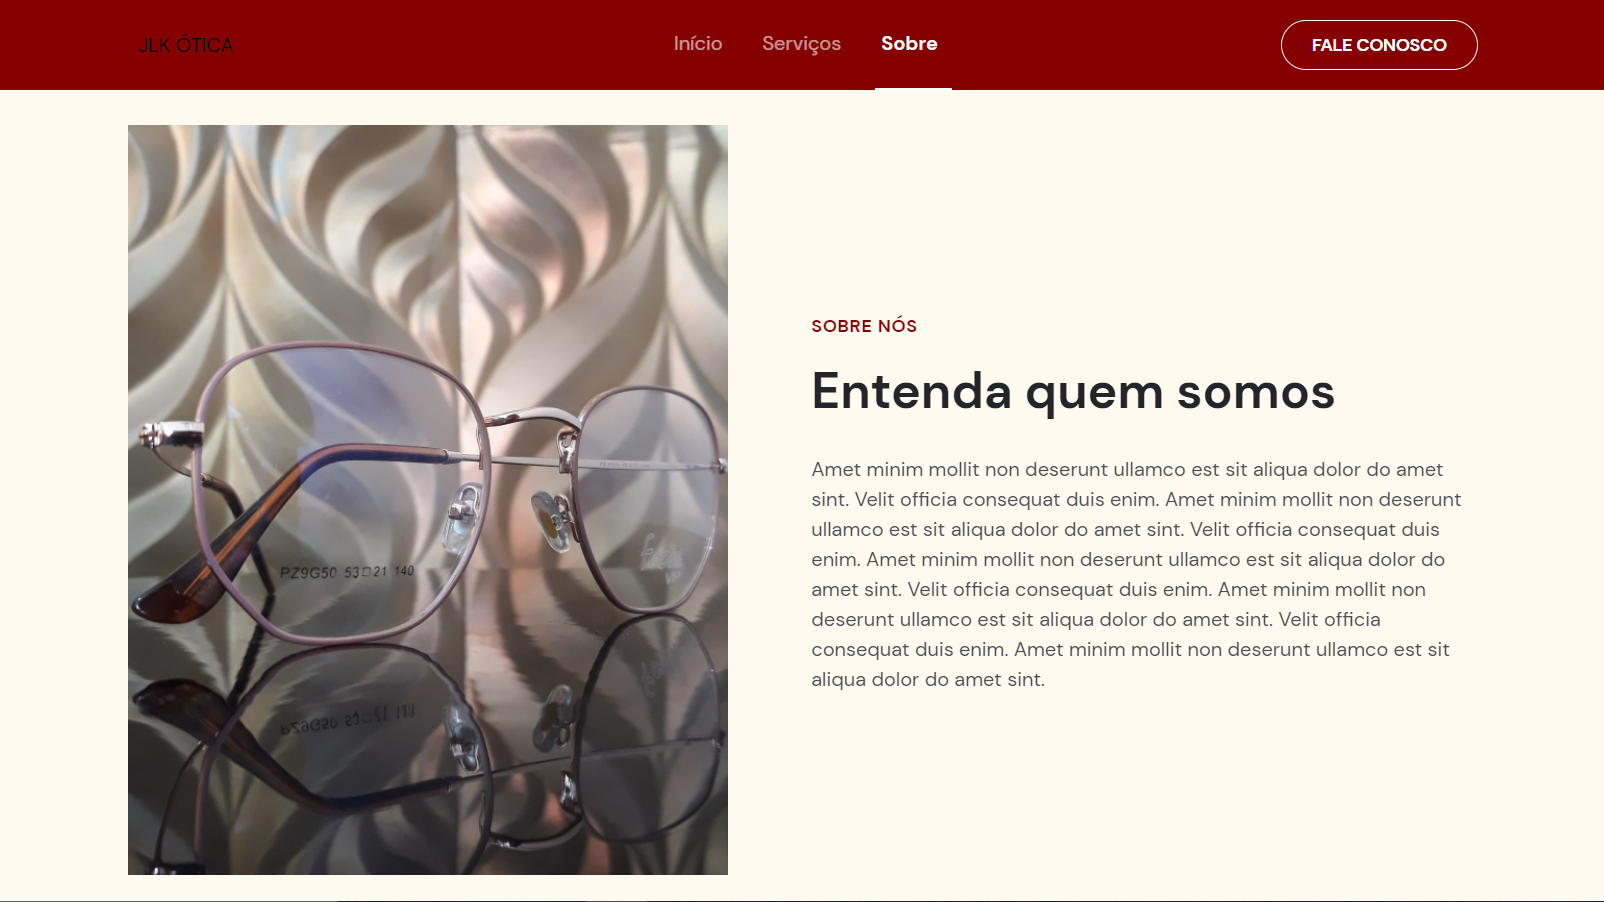 JLK ÓTICA
Início
Serviços
Sobre
FALE CONOSCO
PZ9G50 53□21 140
SOBRE NÓS
Entenda quem somos
Amet minim mollit non deserunt ullamco est sit aliqua dolor do amet
sint. Velit officia consequat duis enim. Amet minim mollit non deserunt
ullamco est sit aliqua dolor do amet sint. Velit officia consequat duis
enim. Amet minim mollit non deserunt ullamco est sit aliqua dolor do
amet sint. Velit officia consequat duis enim. Amet minim mollit non
deserunt ullamco est sit aliqua dolor do amet sint. Velit officia
consequat duis enim. Amet minim mollit non deserunt ullamco est sit
aliqua dolor do amet sint.